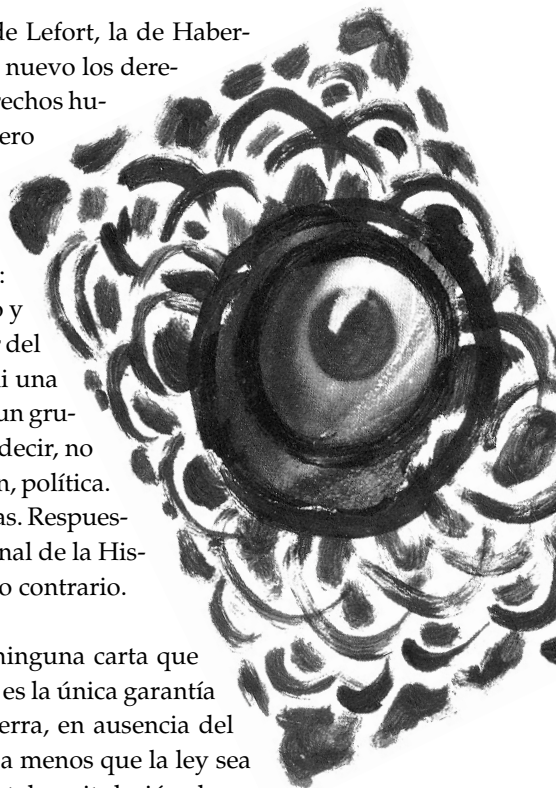 de Lefort, la de Haber-
nuevo los dere-
rechos hu-
ero
:
o y
del
ni una
un gru-
decir, no
n, política.
as. Respues-
nal de la His-
o contrario.
ninguna carta que
es la única garantía
erra, en ausencia del
a menos que la ley sea